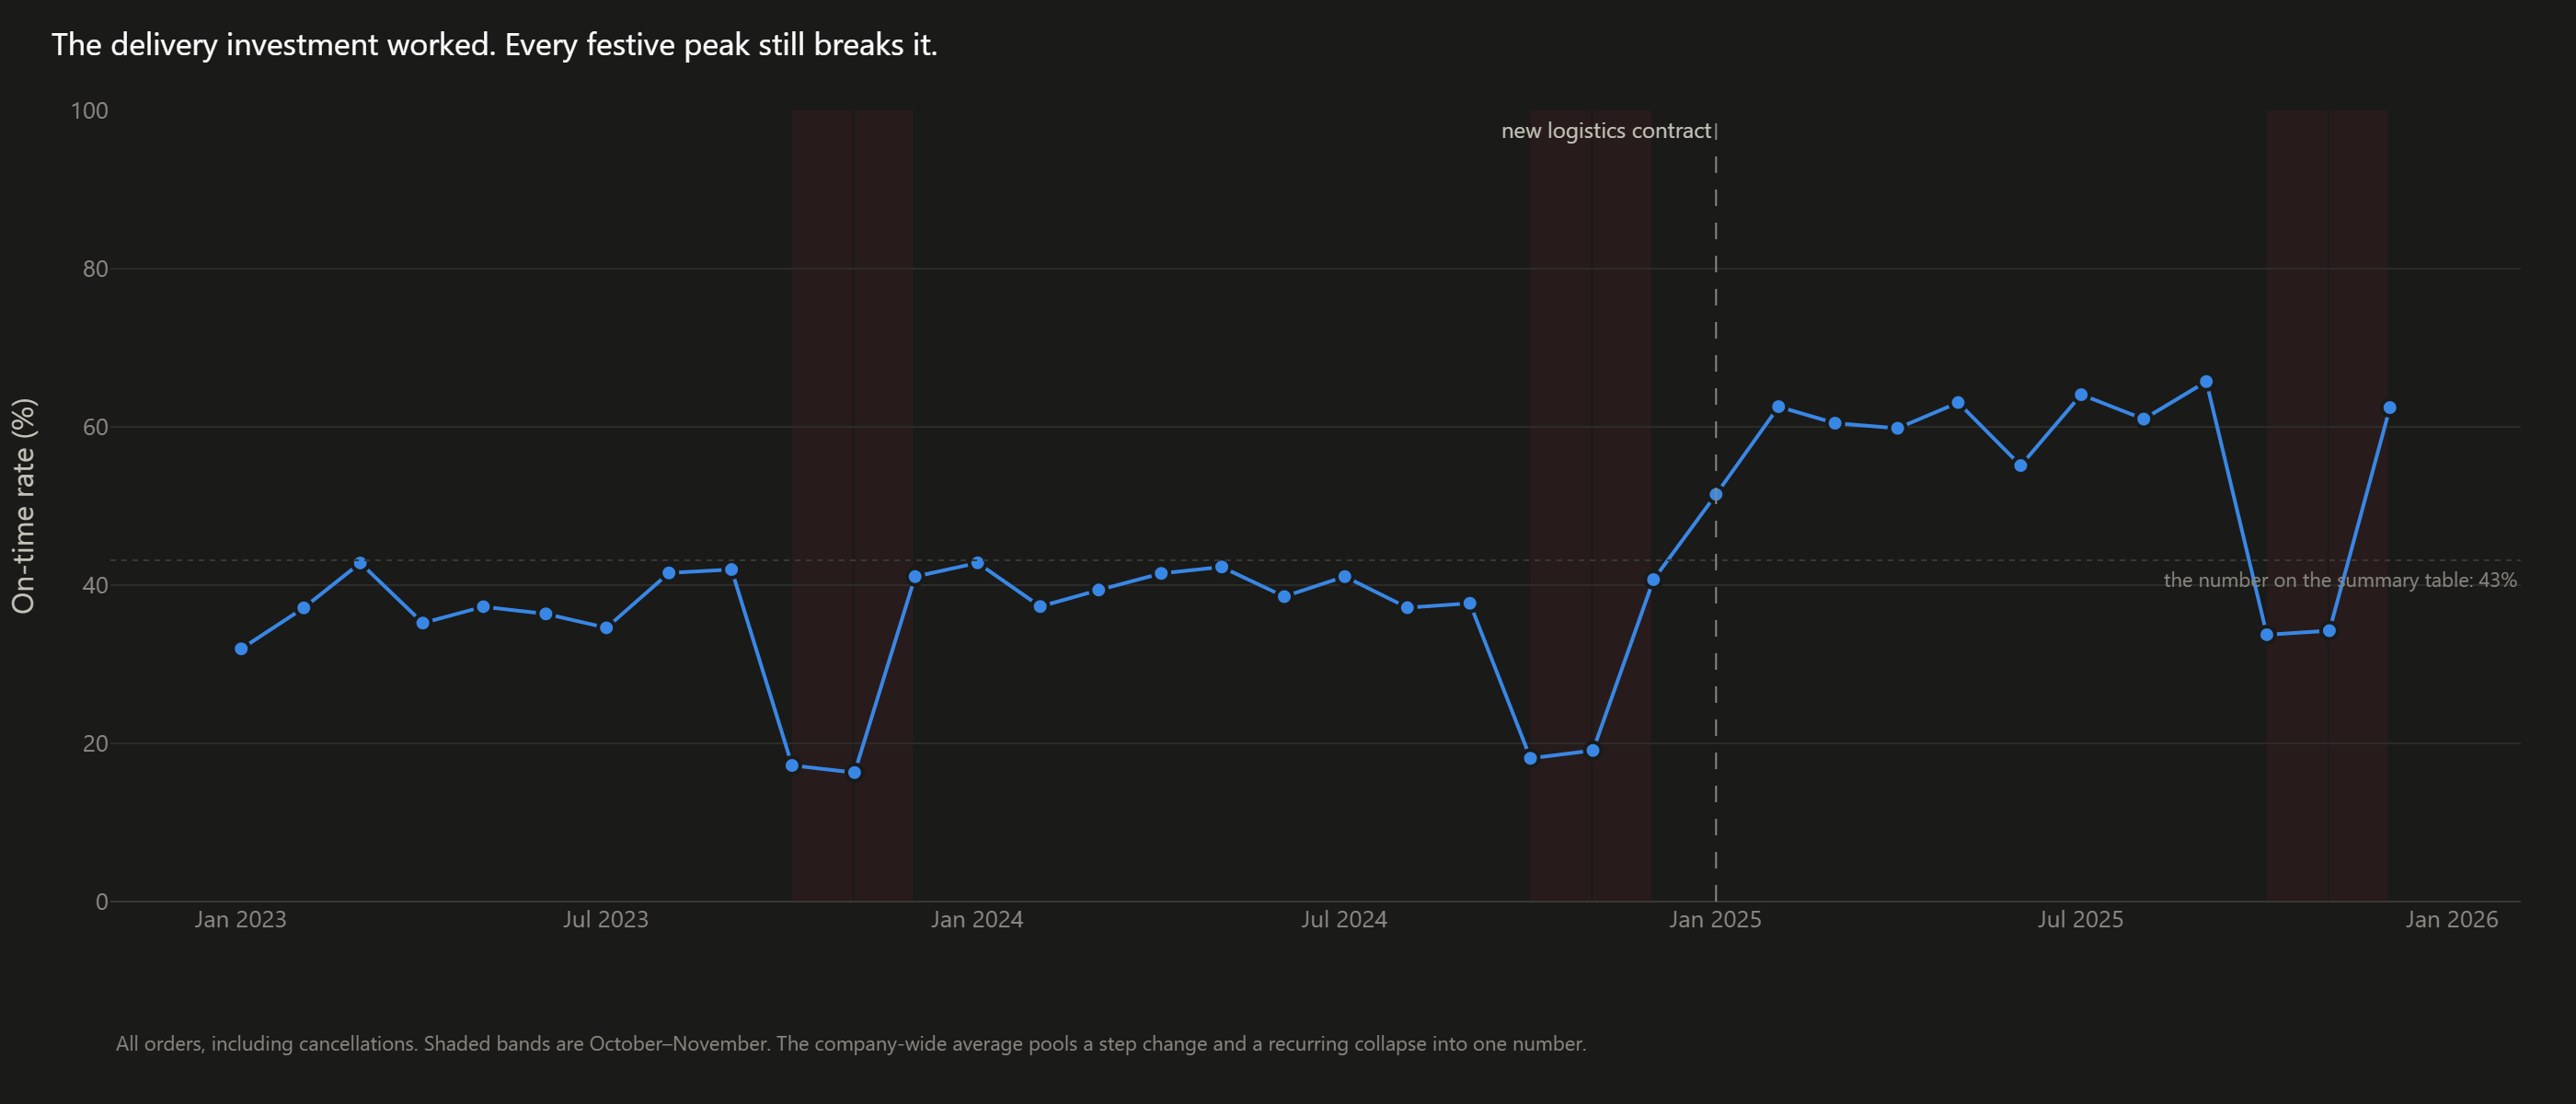 The delivery investment worked. Every festive peak still breaks it.
100
new logistics contract
80
60
On-time rate (%)
40
the number on the summary table: 43%
20
0
Jan 2023
Jul 2023
Jan 2024
Jul 2024
Jan 2025
Jul 2025
Jan 2026
All orders, including cancellations. Shaded bands are October–November. The company-wide average pools a step change and a recurring collapse into one number.